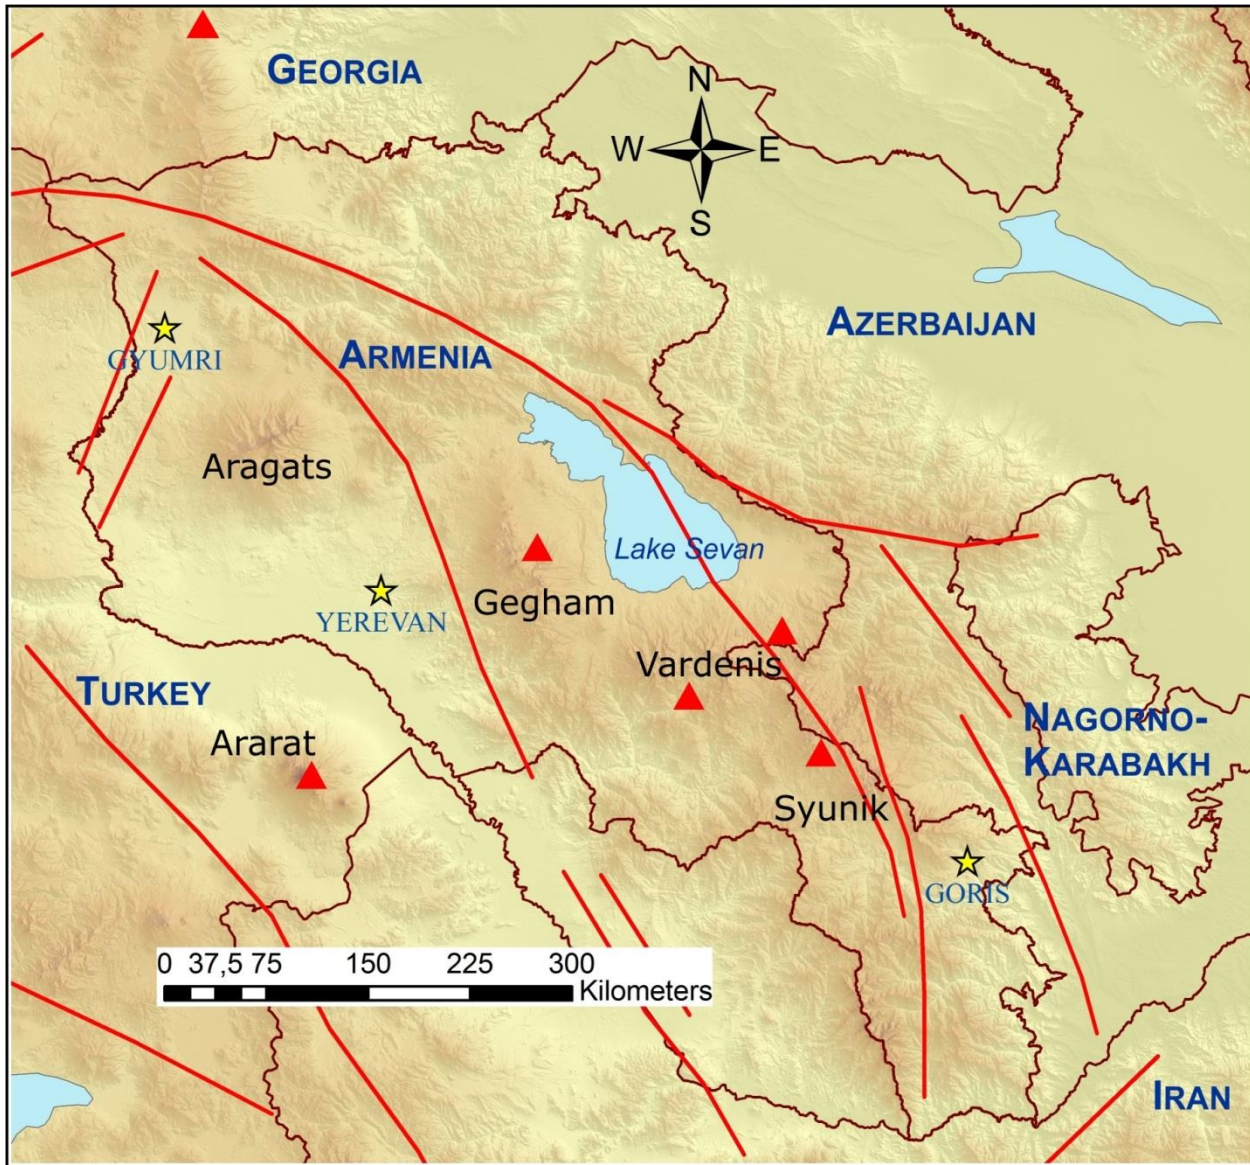 GEORGIA
N
W E
S
AZERBAIJAN
GYUMRI
ARMENIA
Aragats
Lake Sevan
Gegham
YEREVAN
Vardenis
TURKEY
Ararat
NAGORNO-
KARABAKH
Syunik
GORIS
0 37,5 75 150 225 300
Kilometers
IRAN